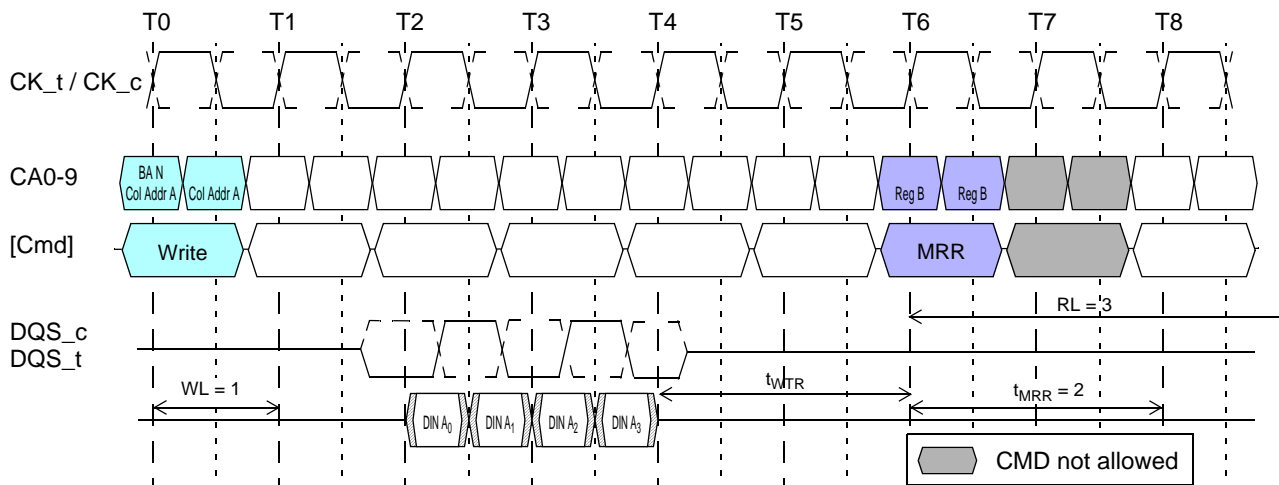 T0 T1 T2 T3 T4 T5 T6 T7 T8
CK_t / CK_c
CA0-9
BA N
Col Addr A
Col Addr A
Reg B
Reg B
[Cmd]
Write
MRR
RL = 3
DQS_c
DQS_t
WL = 1
tWTR
tMRR = 2
DIN A0
DIN A1
DIN A2
DIN A3
CMD not allowed